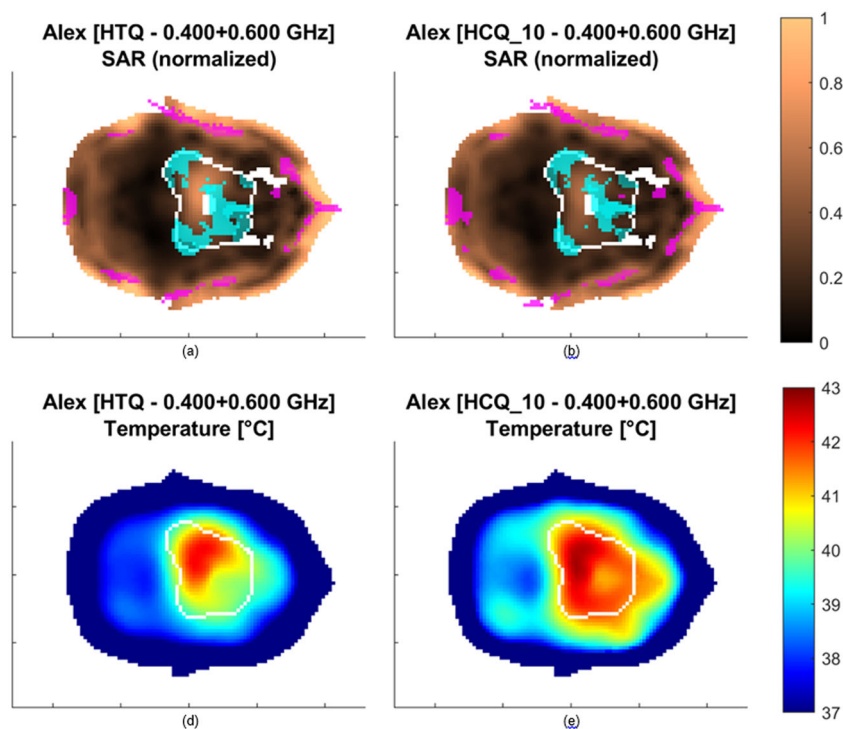 Alex [HTQ - 0.400+0.600 GHz]
SAR (normalized)
Alex [HCQ_10 - 0.400+0.600 GHz]
SAR (normalized)
1
0.8
0.6
0.4
0.2
0
(a)
(b)
Alex [HTQ - 0.400+0.600 GHz]
Temperature [°C]
Alex [HCQ_10 - 0.400+0.600 GHz]
Temperature [°C]
43
42
41
40
39
38
37
(d)
(e)